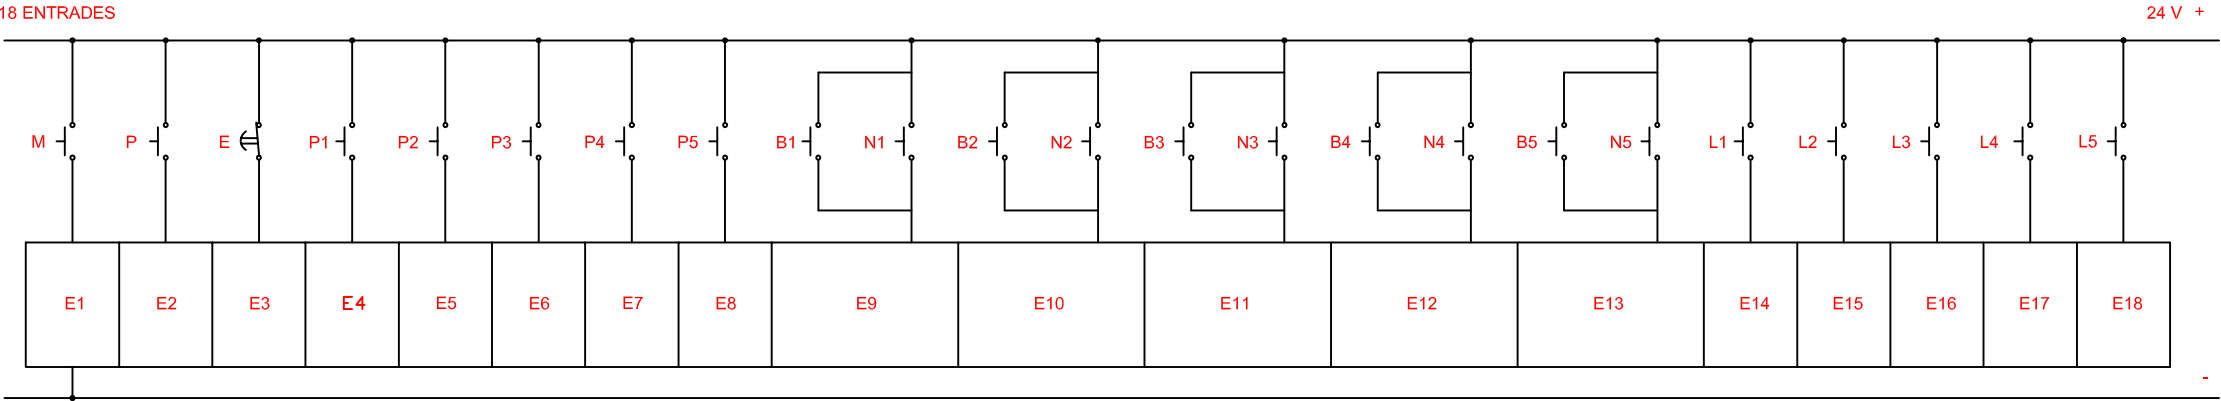 18 ENTRADES
24 V +
M P E P1 P2 P3 P4 P5 B1 N1 B2 N2 B3 N3 B4 N4 B5 N5 L1 L2 L3 L4 L5
E1 E2 E3 E4 E5 E6 E7 E8 E9 E10 E11 E12 E13 E14 E15 E16 E17 E18
-